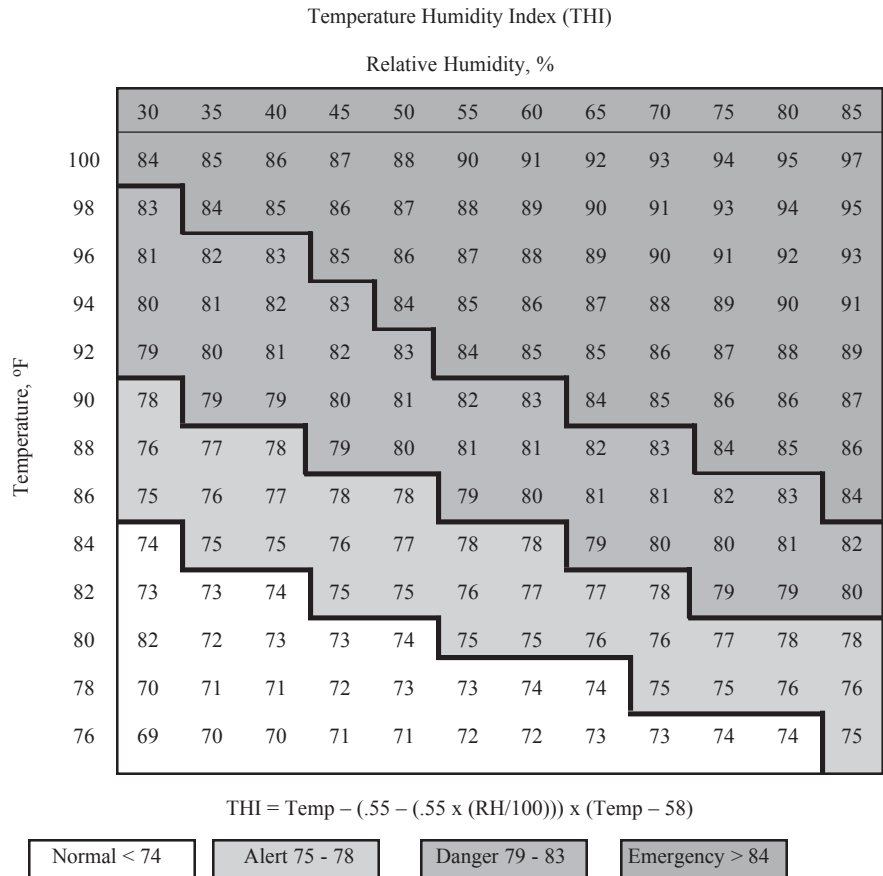 Temperature Humidity Index (THI)
Relative Humidity, %
30 35 40 45 50 55 60 65 70 75 80 85
100 84 85 86 87 88 90 91 92 93 94 95 97
98 83 84 85 86 87 88 89 90 91 93 94 95
96 81 82 83 85 86 87 88 89 90 91 92 93
94 80 81 82 83 84 85 86 87 88 89 90 91
92 79 80 81 82 83 84 85 85 86 87 88 89
90 78 79 79 80 81 82 83 84 85 86 86 87
88 76 77 78 79 80 81 81 82 83 84 85 86
86 75 76 77 78 78 79 80 81 81 82 83 84
84 74 75 75 76 77 78 78 79 80 80 81 82
82 73 73 74 75 75 76 77 77 78 79 79 80
80 82 72 73 73 74 75 75 76 76 77 78 78
78 70 71 71 72 73 73 74 74 75 75 76 76
76 69 70 70 71 71 72 72 73 73 74 74 75
Temperature, °F
THI = Temp – (.55 – (.55 x (RH/100))) x (Temp – 58)
Normal < 74 Alert 75 - 78 Danger 79 - 83 Emergency > 84